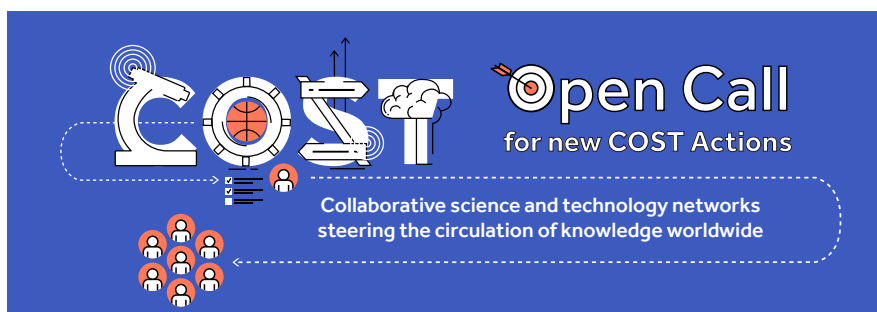 COST
Open Call
for new COST Actions
Collaborative science and technology networks
steering the circulation of knowledge worldwide